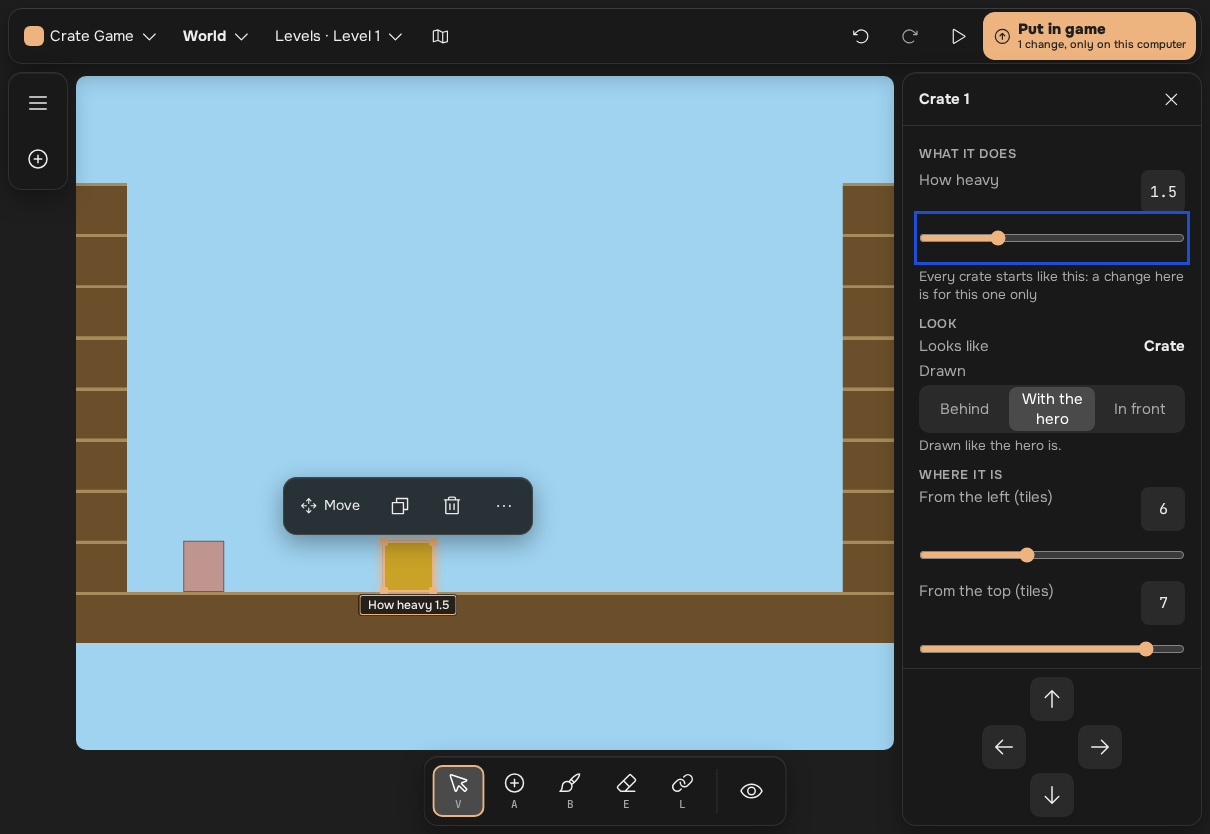 Crate Game
World
Levels · Level 1
Put in game
1 change, only on this computer
Crate 1
WHAT IT DOES
How heavy
1.5
Every crate starts like this: a change here
is for this one only
LOOK
Looks like
Crate
Drawn
Behind
With the
hero
In front
Drawn like the hero is.
WHERE IT IS
From the left (tiles)
6
From the top (tiles)
7
Move
How heavy 1.5
V
A
B
E
L